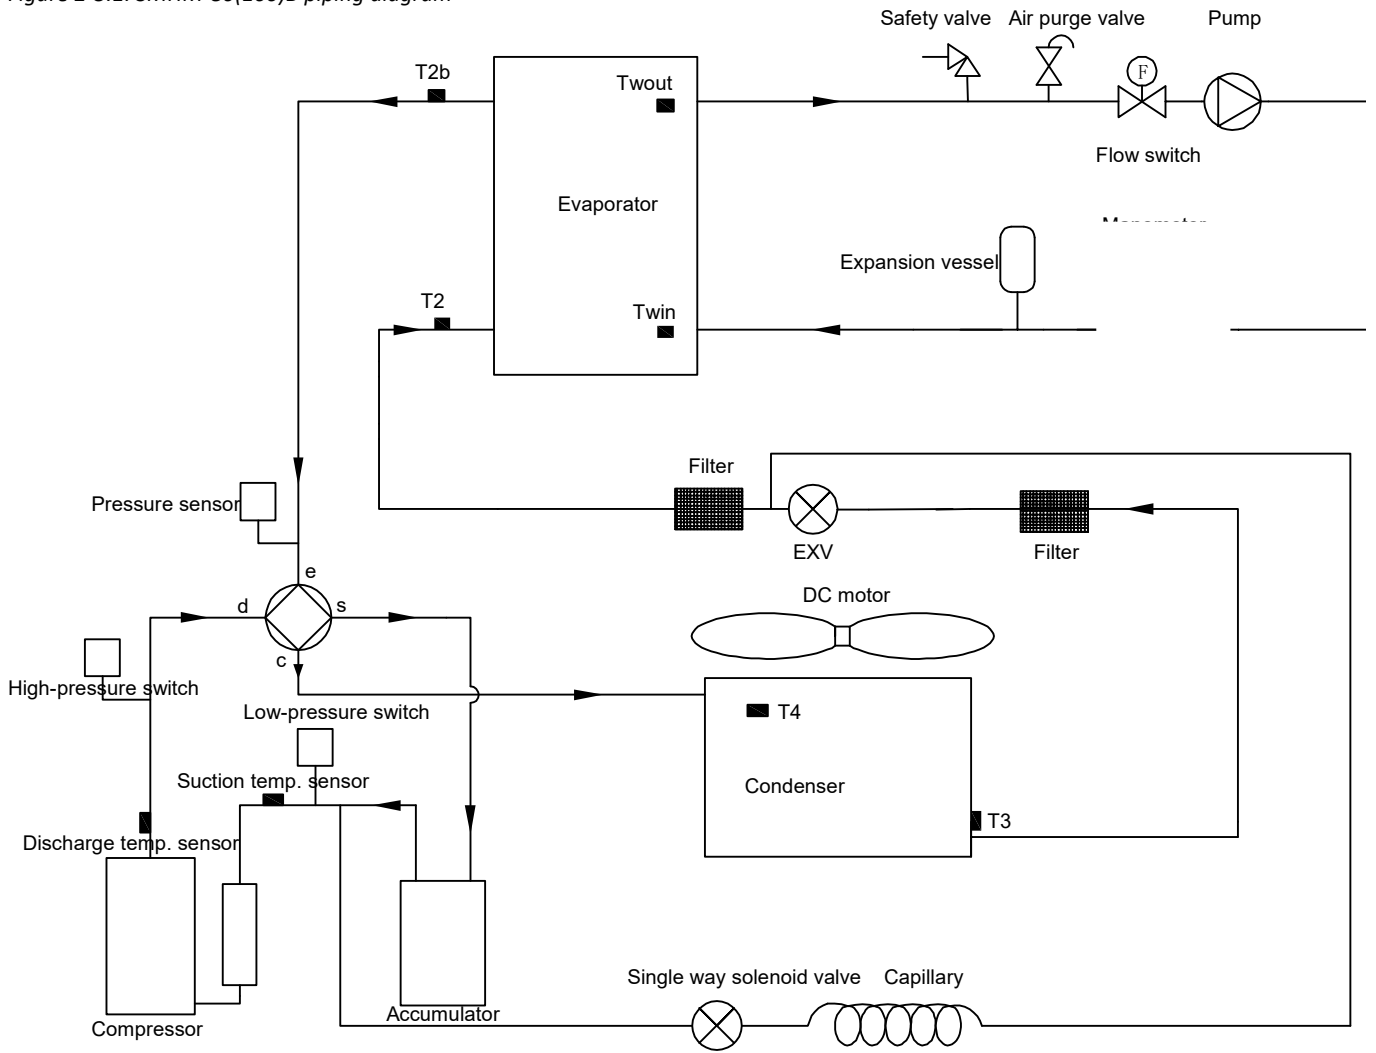 Safety valve
Air purge valve
Pump
T2b
Twout
F
Flow switch
Evaporator
Expansion vessel
T2
Twin
Filter
Pressure sensor
EXV
Filter
e
DC motor
d
s
c
High-pressure switch
Low-pressure switch
T4
Suction temp. sensor
Condenser
T3
Discharge temp. sensor
Single way solenoid valve
Capillary
Accumulator
Compressor